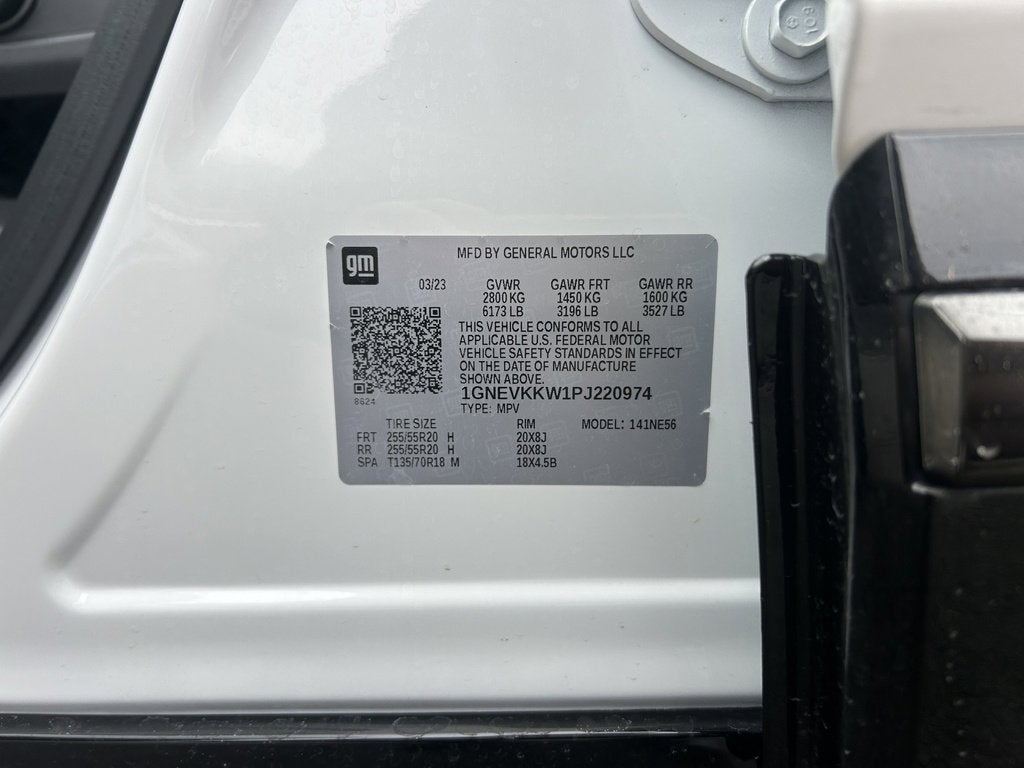 109
gm
MFD BY GENERAL MOTORS LLC
03/23 GVWR GAWR FRT GAWR RR
2800 KG 1450 KG 1600 KG
6173 LB 3196 LB 3527 LB
THIS VEHICLE CONFORMS TO ALL
APPLICABLE U.S. FEDERAL MOTOR
VEHICLE SAFETY STANDARDS IN EFFECT
ON THE DATE OF MANUFACTURE
SHOWN ABOVE.
8624
1GNEVKKW1PJ220974
TYPE: MPV
TIRE SIZE RIM MODEL: 141NE56
FRT 255/55R20 H 20X8J
RR 255/55R20 H 20X8J
SPA T135/70R18 M 18X4.5B